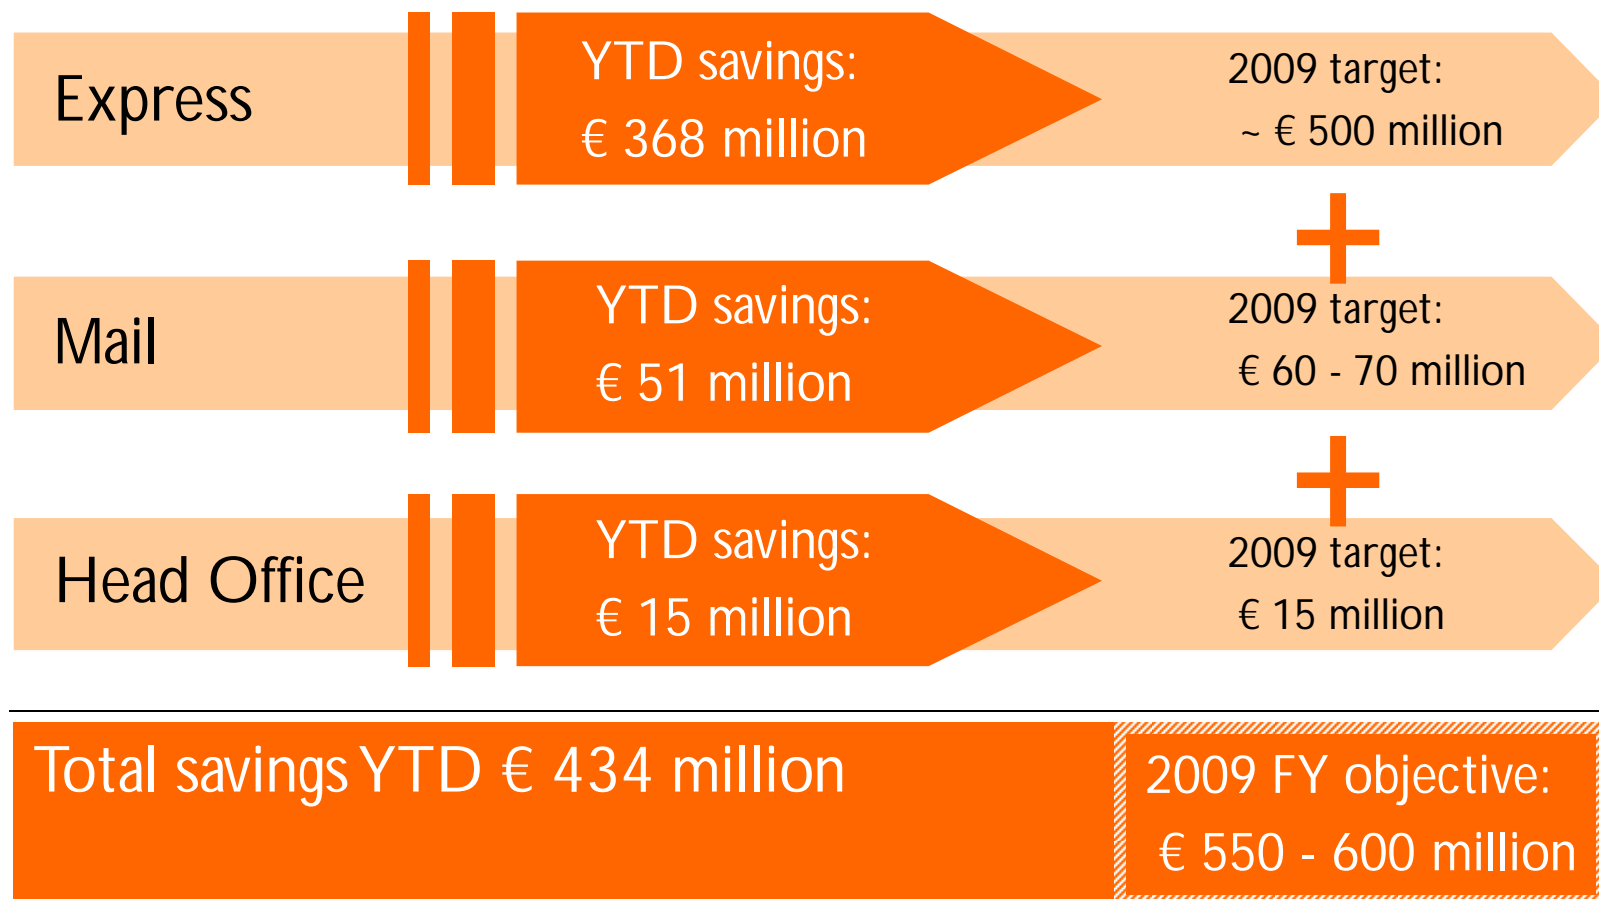 Express
YTD savings:
€ 368 million
2009 target:
~ € 500 million
+
Mail
YTD savings:
€ 51 million
2009 target:
€ 60 - 70 million
+
Head Office
YTD savings:
€ 15 million
2009 target:
€ 15 million
Total savings YTD € 434 million
2009 FY objective:
€ 550 - 600 million